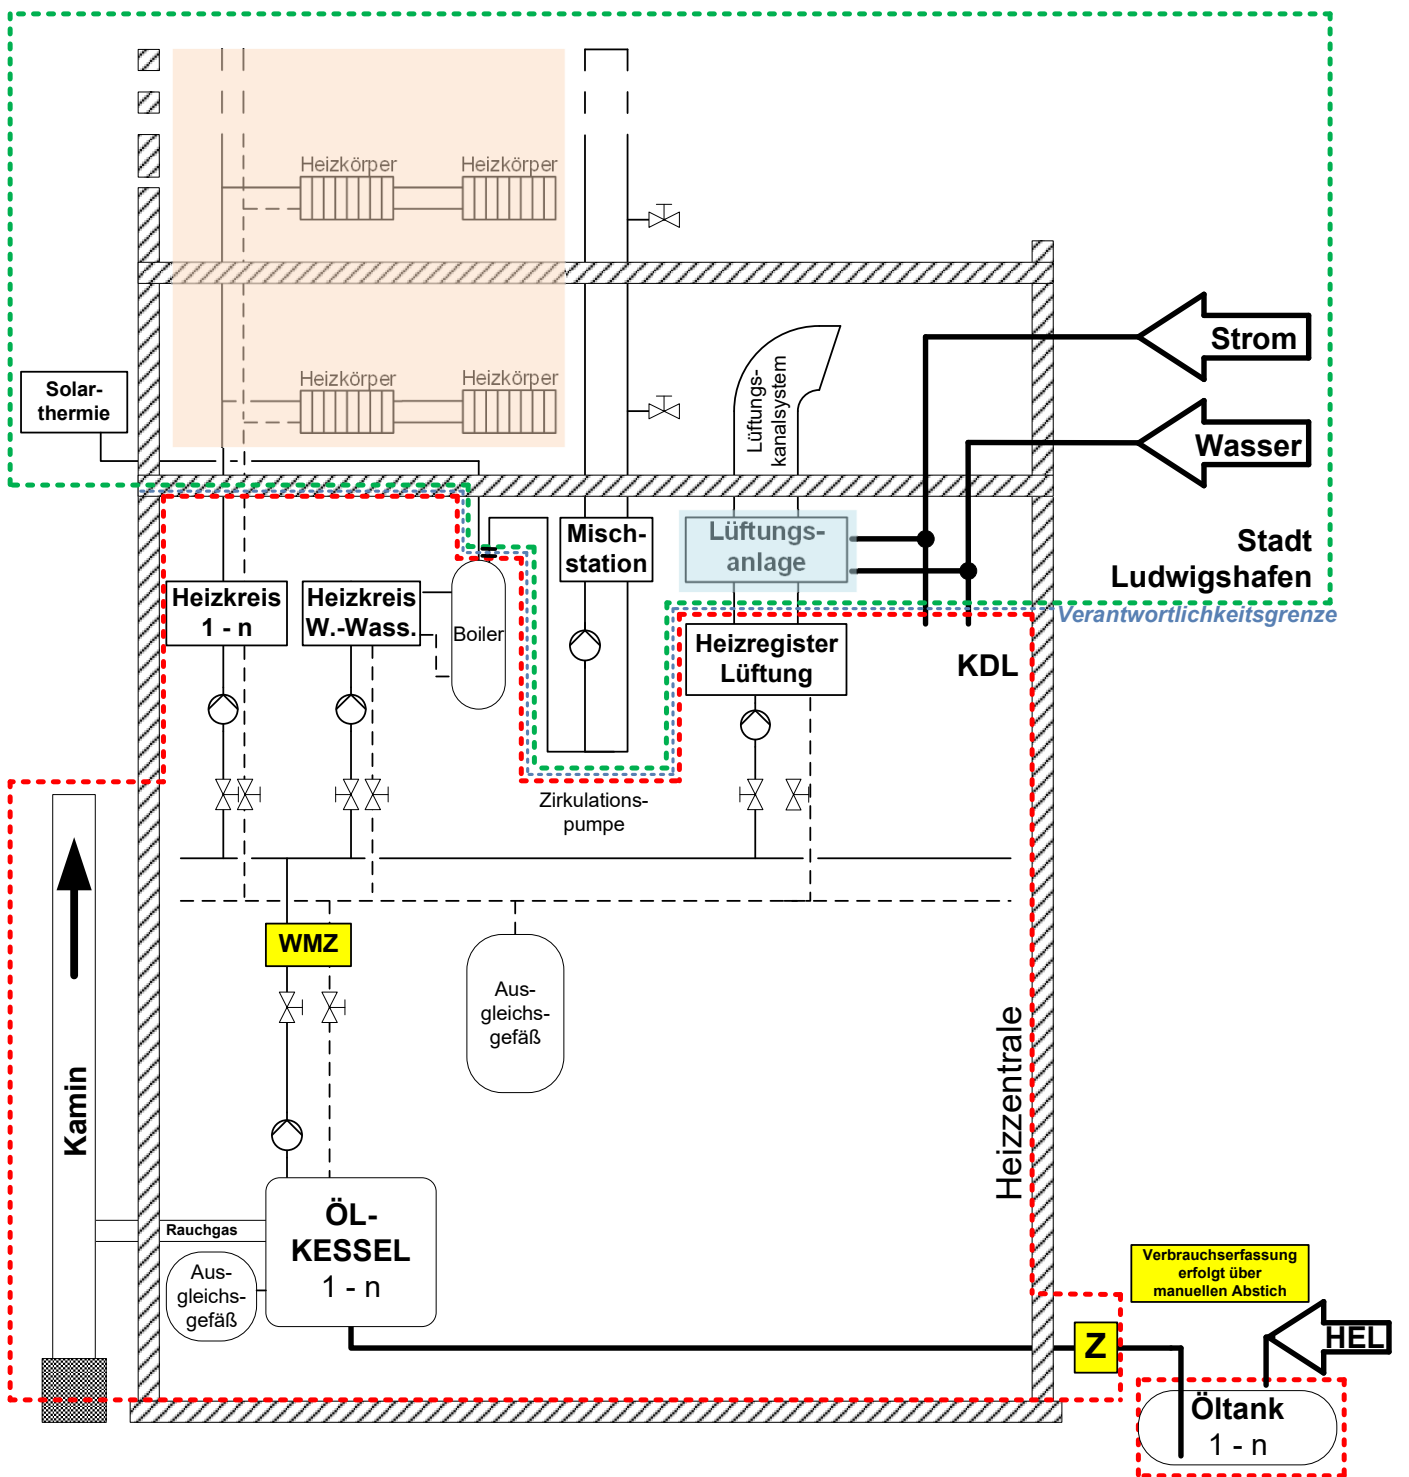 Heizkörper
Heizkörper
Heizkörper
Heizkörper
Solar-
thermie
Lüftungs-
kanalsystem
Strom
Wasser
Stadt
Ludwigshafen
Verantwortlichkeitsgrenze
KDL
Misch-
station
Lüftungs-
anlage
Heizkreis
1 - n
Heizkreis
W.-Wass.
Boiler
Heizregister
Lüftung
Zirkulations-
pumpe
WMZ
Aus-
gleichs-
gefäß
Kamin
Heizzentrale
Rauchgas
ÖL-
KESSEL
1 - n
Aus-
gleichs-
gefäß
Verbrauchserfassung
erfolgt über
manuellen Abstich
Z
HEL
Öltank
1 - n